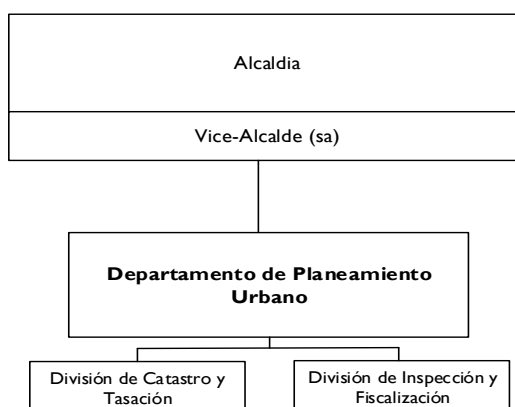 Alcaldia
Vice-Alcalde (sa)
Departamento de Planeamiento
Urbano
División de Catastro y
Tasación
División de Inspección y
Fiscalización